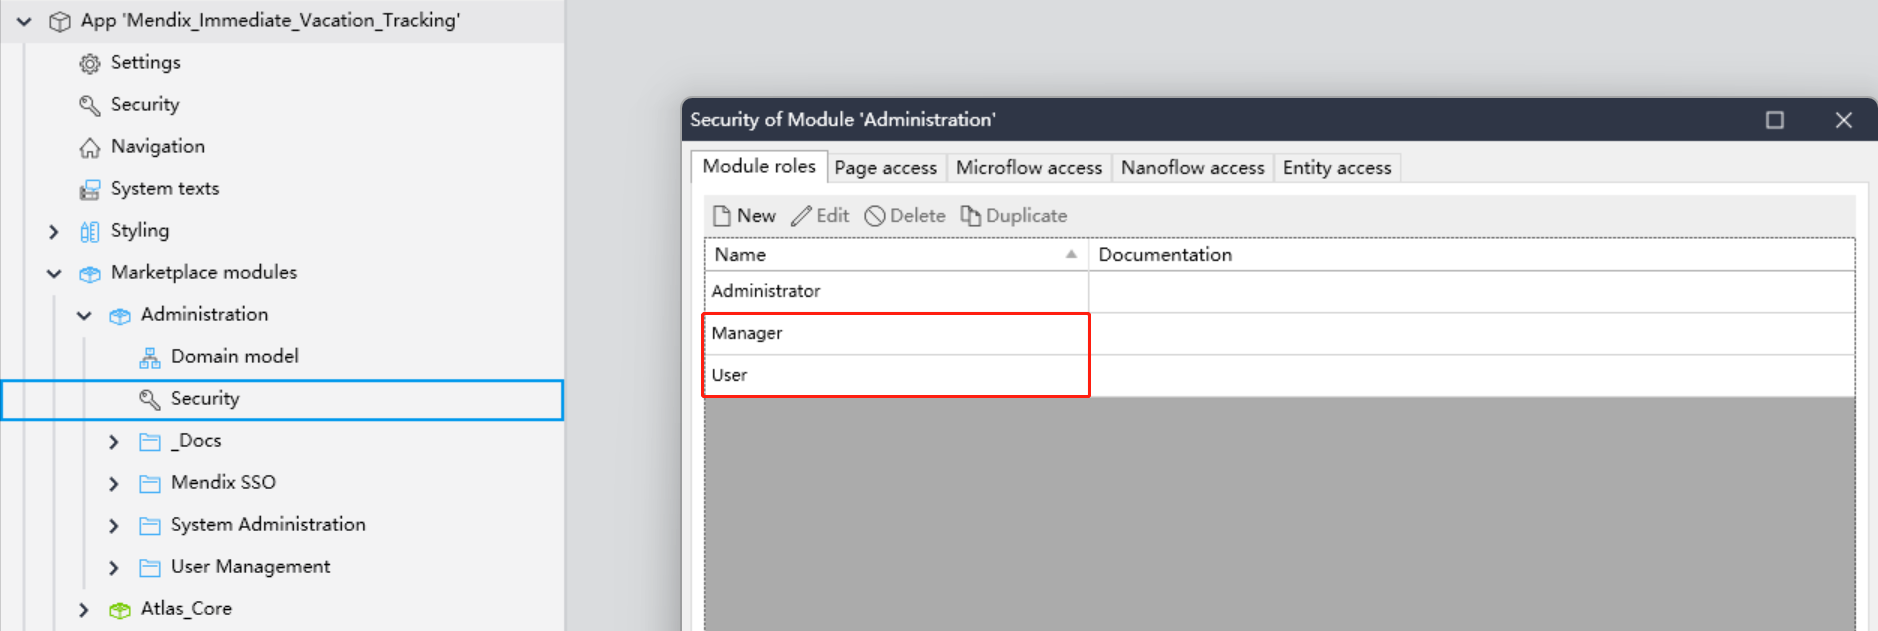 App 'Mendix_Immediate_Vacation_Tracking'
Settings
Security
Navigation
System texts
Styling
Marketplace modules
Administration
Domain model
Security
_Docs
Mendix SSO
System Administration
User Management
Atlas_Core
Security of Module 'Administration'
Module roles Page access Microflow access Nanoflow access Entity access
New Edit Delete Duplicate
Name Documentation
Administrator
Manager
User